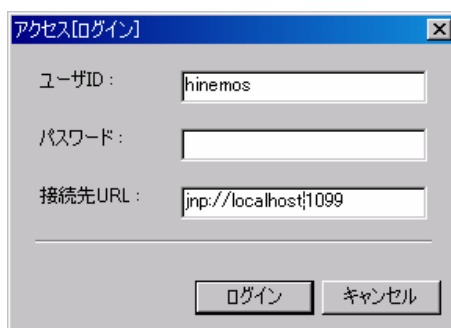 アクセス[ログイン]
ユーザID：
hinemos
パスワード：
接続先URL：
jnp://localhost:1099
ログイン
キャンセル